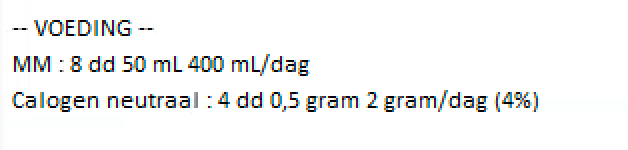 -- VOEDING --
MM : 8 dd 50 mL 400 mL/dag
Calogen neutraal : 4 dd 0,5 gram 2 gram/dag (4%)